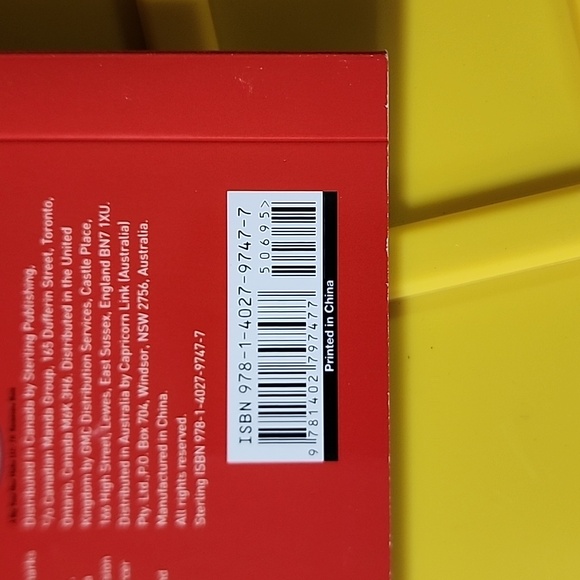 Distributed in Canada by Sterling Publishing,
c/o Canadian Manda Group, 165 Dufferin Street, Toronto,
Ontario, Canada M6K 3H6. Distributed in the United
Kingdom by GMC Distribution Services, Castle Place,
166 High Street, Lewes, East Sussex, England BN7 1XU.
Distributed in Australia by Capricorn Link (Australia)
Pty. Ltd., P.O. Box 704, Windsor, NSW 2756, Australia.
Manufactured in China.
All rights reserved.
Sterling ISBN 978-1-4027-9747-7
ISBN 978-1-4027-9747-7
50695>
9 781402 797477
Printed in China